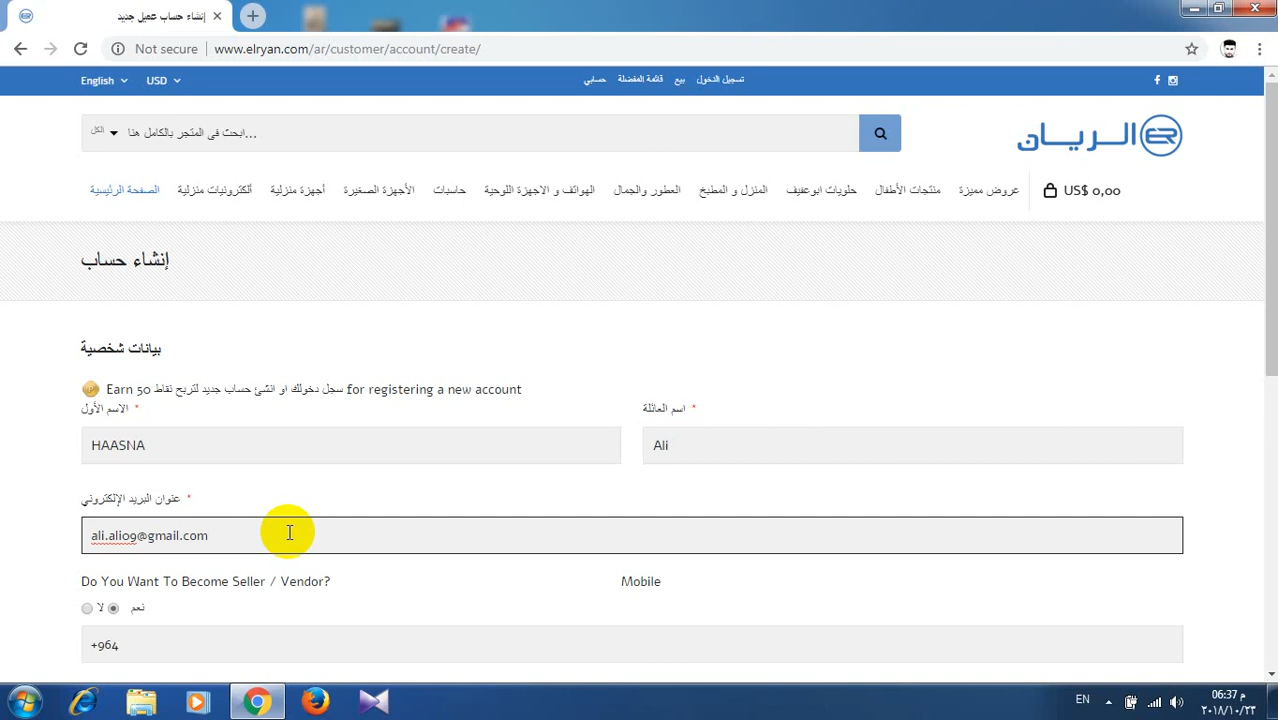 إنشاء حساب عميل جديد
Not secure
www.elryan.com/ar/customer/account/create/
English USD
تسجيل الدخول بيع قائمة المفضلة حسابي
الكل ابحث في المتجر بالكامل هنا...
الريان
الصفحة الرئيسية ألكترونيات منزلية أجهزة منزلية الأجهزة الصغيرة حاسبات الهواتف و الاجهزة اللوحية العطور والجمال المنزل و المطبخ حلويات ابوعفيف منتجات الأطفال عروض مميزة US$ 0,00
إنشاء حساب
بيانات شخصية
Earn 50 سجل دخولك او انشئ حساب جديد لتربح نقاط for registering a new account
الاسم الأول * اسم العائلة *
HAASNA Ali
عنوان البريد الإلكتروني *
ali.ali09@gmail.com
Do You Want To Become Seller / Vendor? Mobile
لا نعم
+964
EN
06:37 م
٢٠١٨/١٠/٢٣